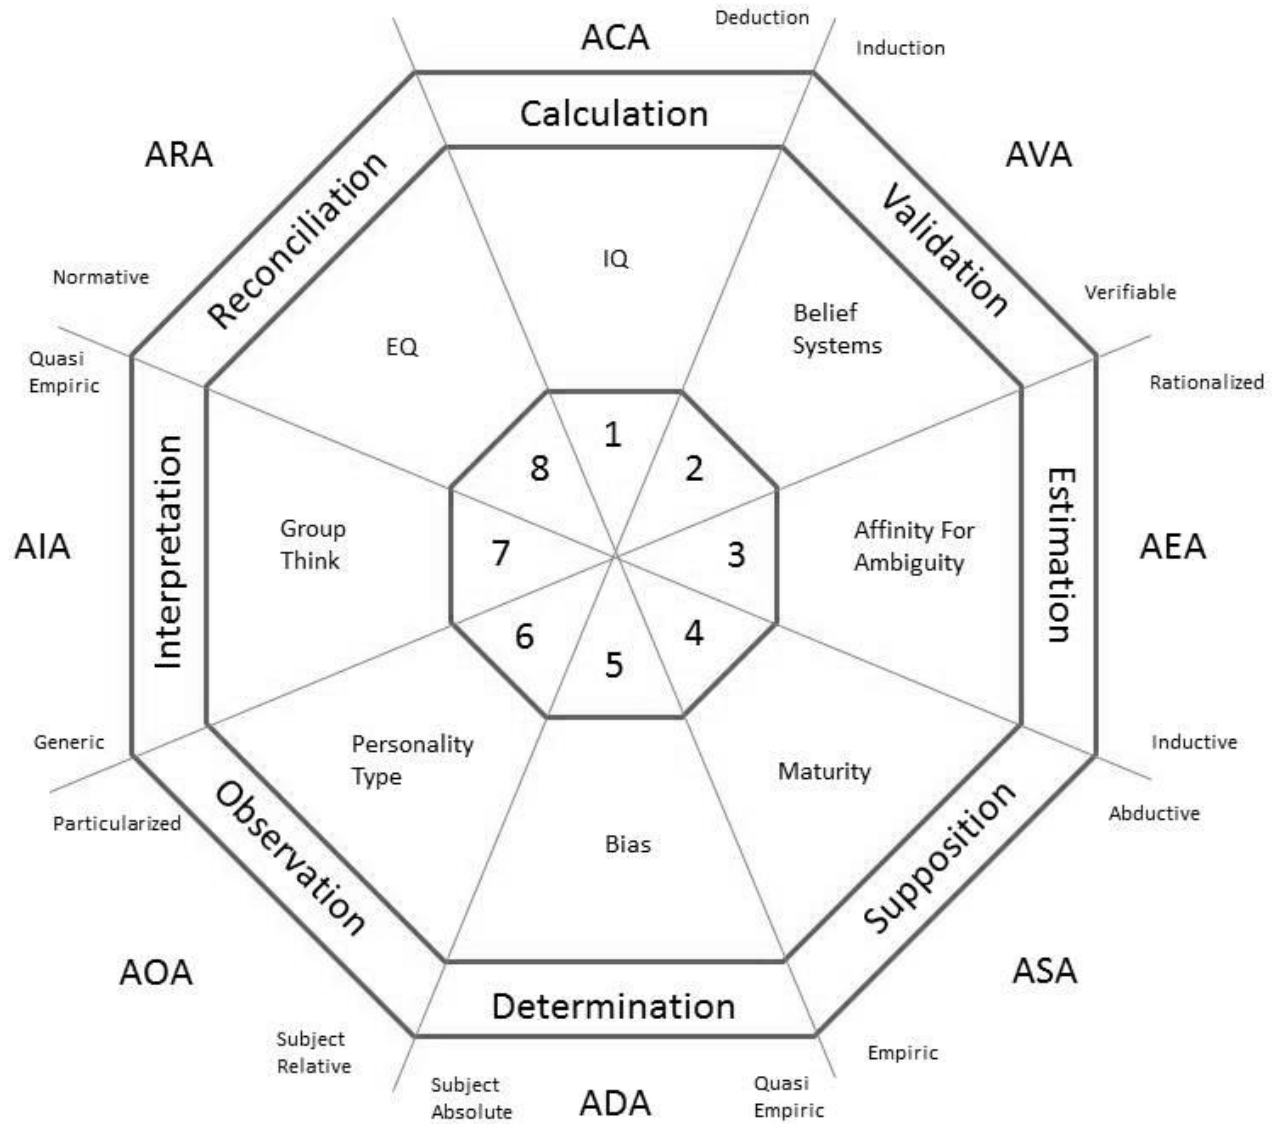 Deduction
ACA
Induction
Calculation
ARA
AVA
Reconciliation
Validation
IQ
Normative
Verifiable
Belief
Systems
EQ
Quasi
Empiric
Rationalized
1
8
2
Interpretation
Estimation
Group
Think
Affinity For
Ambiguity
AIA
7
3
AEA
6
4
5
Generic
Personality
Type
Maturity
Inductive
Particularized
Abductive
Observation
Bias
Supposition
AOA
ASA
Determination
Subject
Relative
Empiric
Subject
Absolute
ADA
Quasi
Empiric